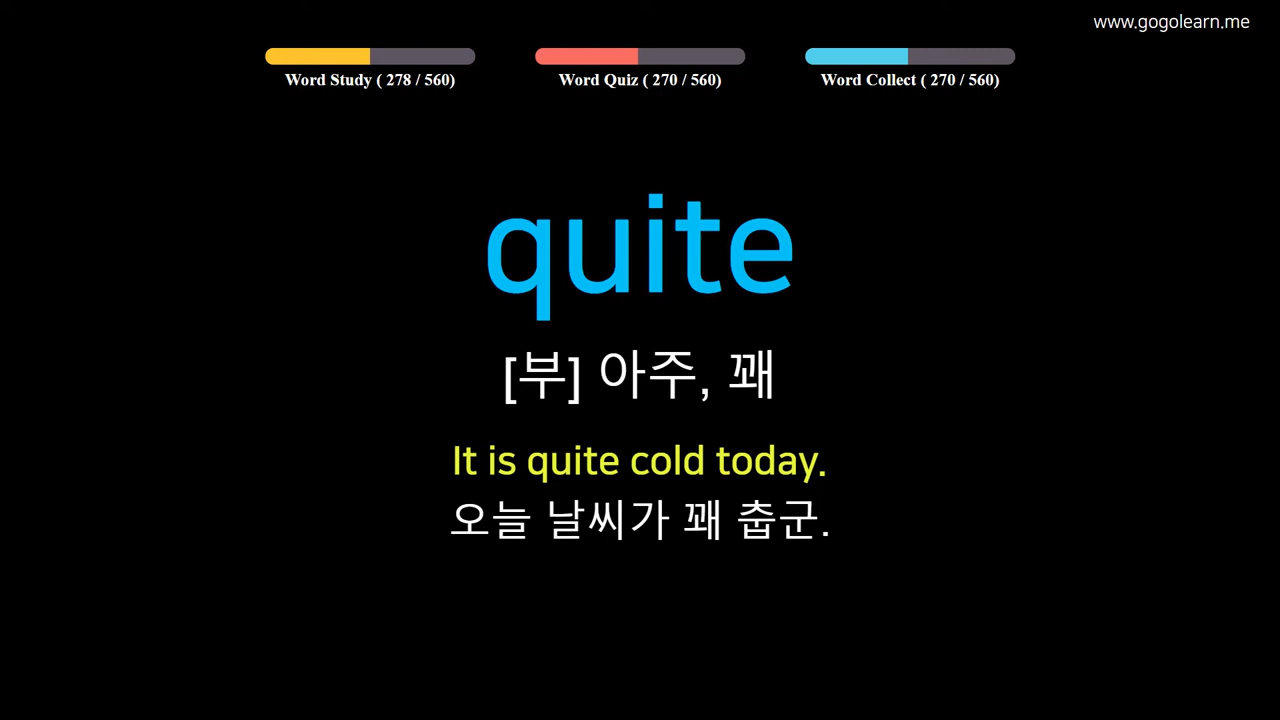 www.gogolearn.me
Word Study ( 278 / 560)
Word Quiz ( 270 / 560)
Word Collect ( 270 / 560)
quite
[부] 아주, 꽤
It is quite cold today.
오늘 날씨가 꽤 춥군.